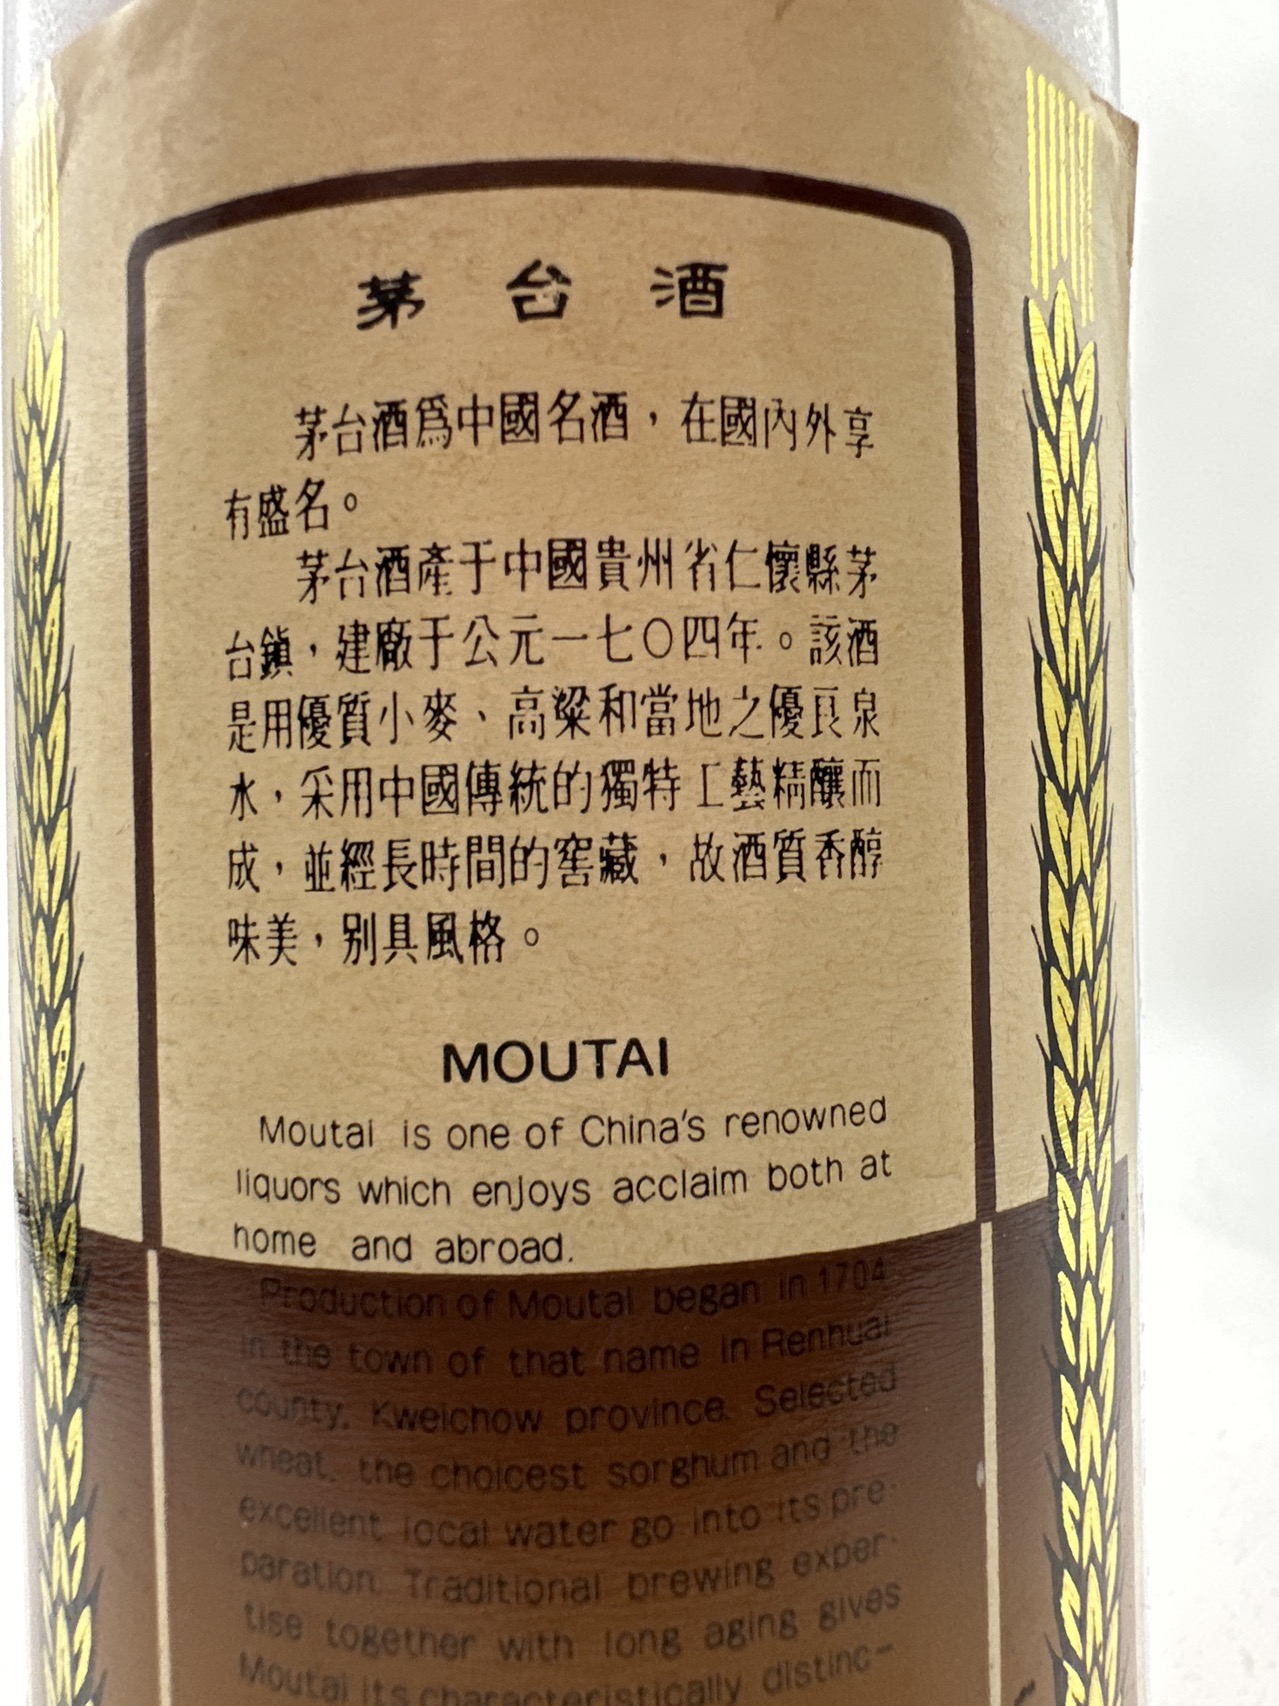 茅台酒
茅台酒爲中國名酒，在國內外享
有盛名。
茅台酒產于中國貴州省仁懷縣茅
台鎮，建廠于公元一七〇四年。該酒
是用優質小麥、高粱和當地之優良泉
水，采用中國傳統的獨特工藝精釀而
成，並經長時間的窖藏，故酒質香醇
味美，别具風格。
MOUTAI
Moutai is one of China's renowned
liquors which enjoys acclaim both at
home and abroad.
Production of Moutai began in 1704
in the town of that name in Renhuai
county, Kweichow province. Selected
wheat, the choicest sorghum and the
excellent local water go into its pre-
paration. Traditional brewing exper-
tise together with long aging gives
Moutai its characteristically distinc-